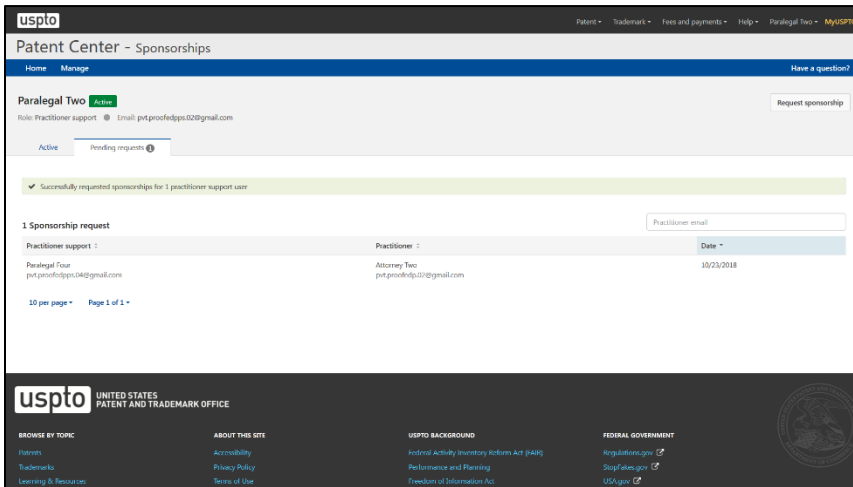 uspto
Patent Trademark Fees and payments Help Paralegal Two MyUSPTO
Patent Center - Sponsorships
Home Manage Have a question?
Paralegal Two Active
Request sponsorship
Role: Practitioner support Email: pvt.proofedpps.02@gmail.com
Active Pending requests 1
Successfully requested sponsorships for 1 practitioner support user
1 Sponsorship request
Practitioner email
Practitioner support Practitioner Date
Paralegal Four Attorney Two 10/23/2018
pvt.proofedpps.04@gmail.com pvt.proofedp.02@gmail.com
10 per page Page 1 of 1
uspto UNITED STATES
PATENT AND TRADEMARK OFFICE
BROWSE BY TOPIC ABOUT THIS SITE USPTO BACKGROUND FEDERAL GOVERNMENT
Patents Accessibility Federal Activity Inventory Reform Act (FAIR) Regulations.gov
Trademarks Privacy Policy Performance and Planning StopFakes.gov
Learning & Resources Terms of Use Freedom of Information Act USA.gov